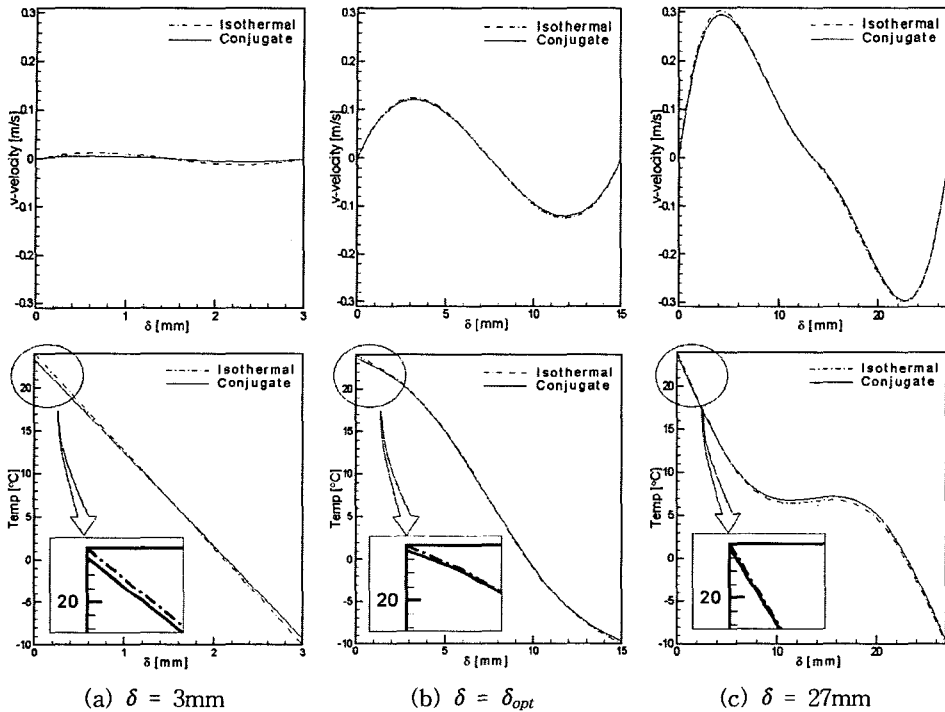 0.3
0.2
0.1
0
-0.1
-0.2
-0.3
v-velocity [m/s]
Isothermal
Conjugate
0 1 2 3
δ [mm]
0.3
0.2
0.1
0
-0.1
-0.2
-0.3
v-velocity [m/s]
Isothermal
Conjugate
0 5 10 15
δ [mm]
0.3
0.2
0.1
0
-0.1
-0.2
-0.3
v-velocity [m/s]
Isothermal
Conjugate
0 10 20
δ [mm]
20
15
10
5
0
-5
-10
Temp [°C]
Isothermal
Conjugate
20
0 1 2 3
δ [mm]
20
15
10
5
0
-5
-10
Temp [°C]
Isothermal
Conjugate
20
0 5 10 15
δ [mm]
20
15
10
5
0
-5
-10
Temp [°C]
Isothermal
Conjugate
20
0 10 20
δ [mm]
(a) δ = 3mm
(b) δ = δopt
(c) δ = 27mm